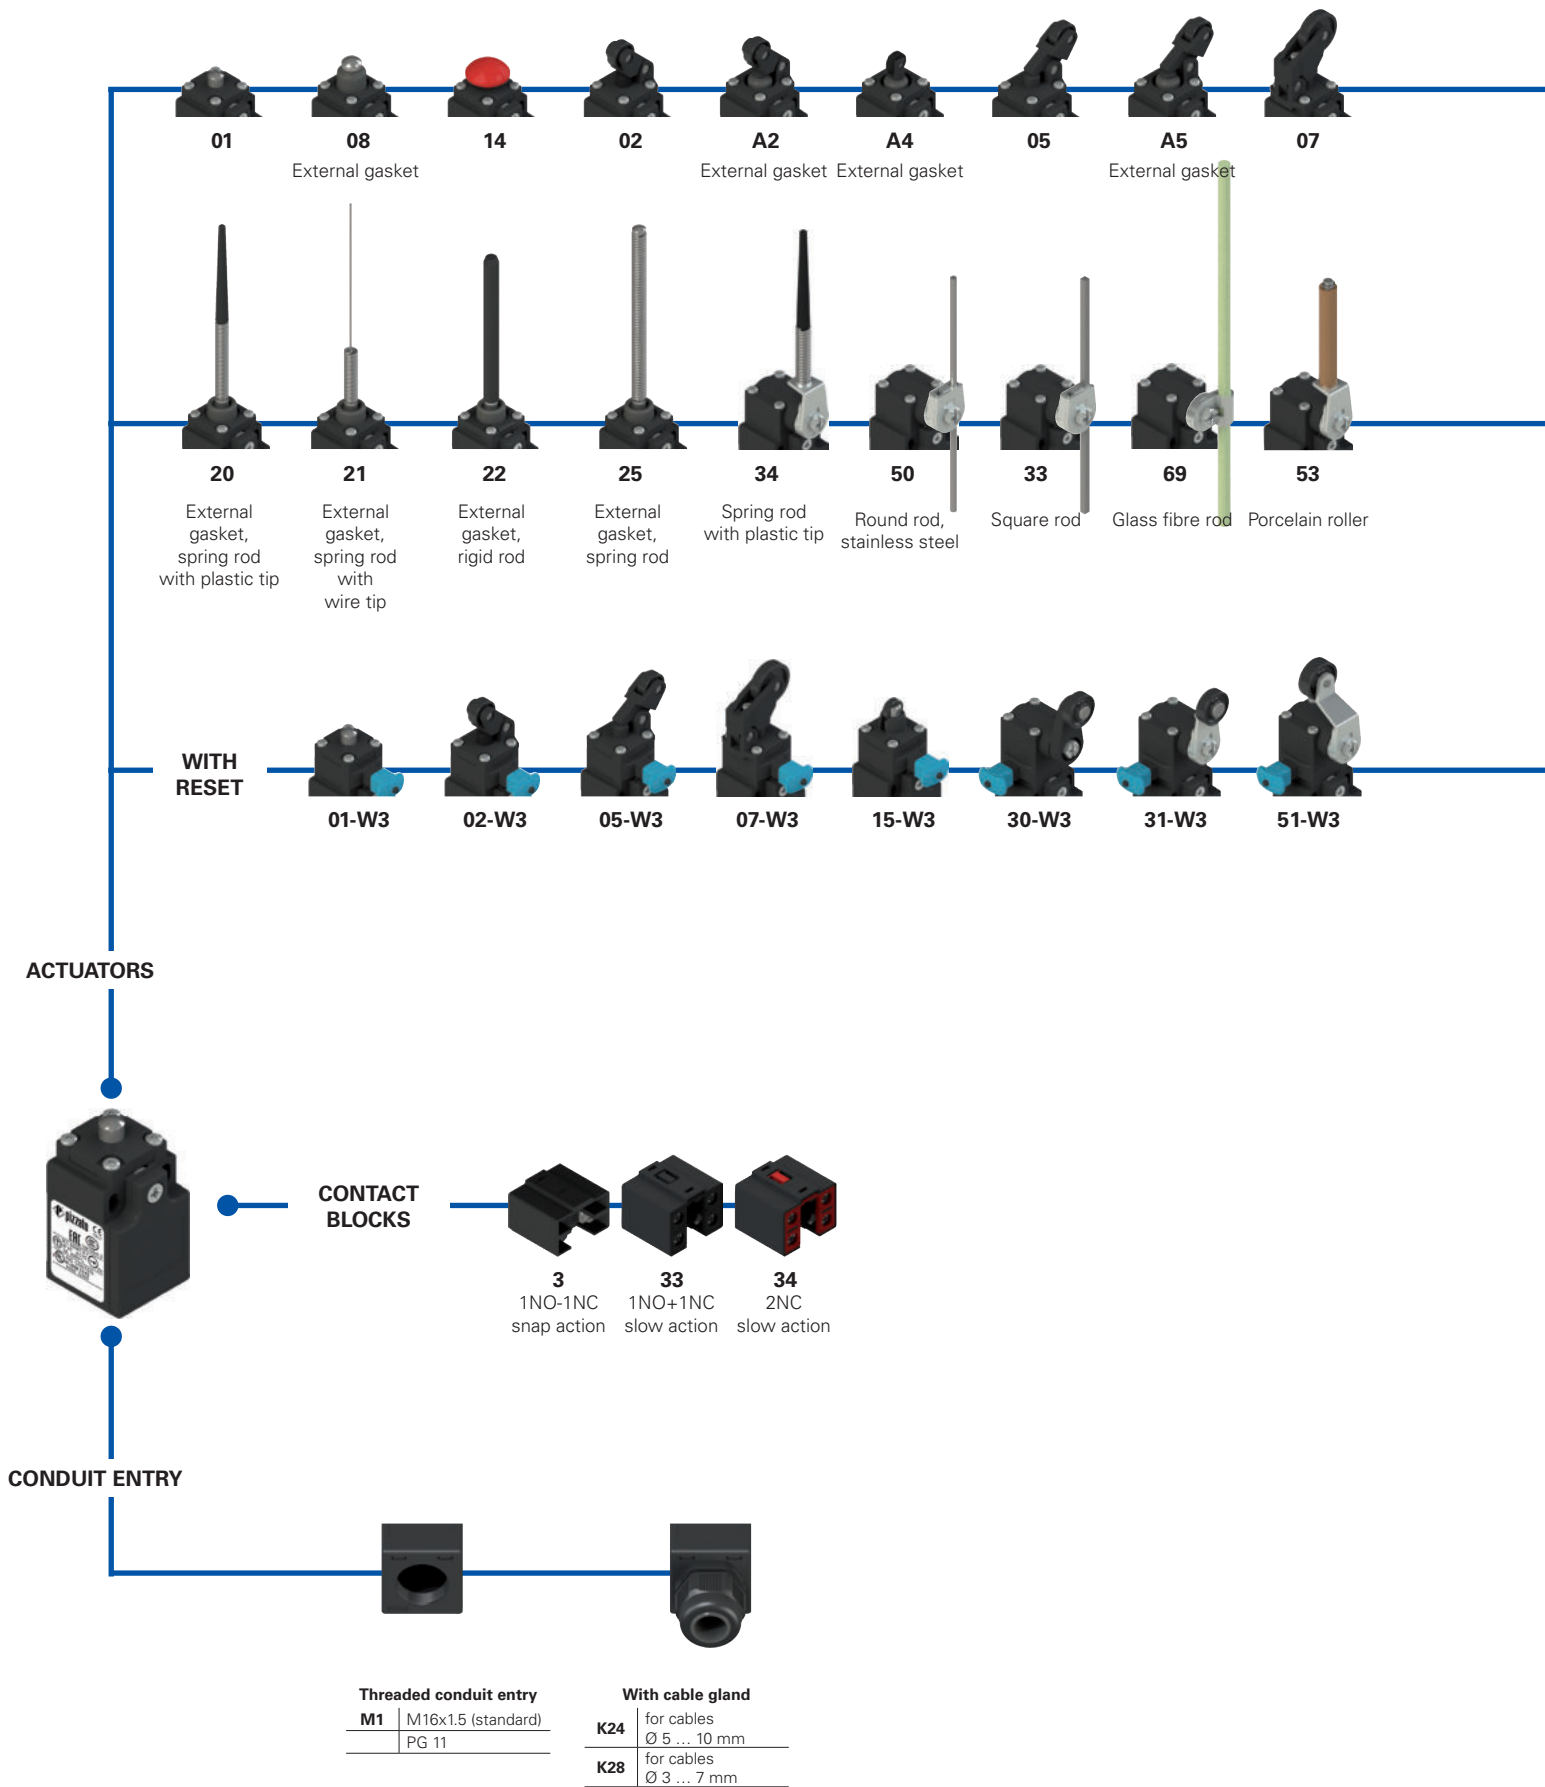 01 08 14 02 A2 A4 05 A5 07
External gasket External gasket External gasket External gasket
20 21 22 25 34 50 33 69 53
External
gasket,
spring rod
with plastic tip
External
gasket,
spring rod
with
wire tip
External
gasket,
rigid rod
External
gasket,
spring rod
Spring rod
with plastic tip
Round rod,
stainless steel
Square rod
Glass fibre rod
Porcelain roller
WITH
RESET
01-W3 02-W3 05-W3 07-W3 15-W3 30-W3 31-W3 51-W3
ACTUATORS
pizzato CE
EAC
CONTACT
BLOCKS
3
1NO-1NC
snap action
33
1NO+1NC
slow action
34
2NC
slow action
CONDUIT ENTRY
Threaded conduit entry
M1 M16x1.5 (standard)
PG 11
With cable gland
K24 for cables
Ø 5 … 10 mm
K28 for cables
Ø 3 … 7 mm